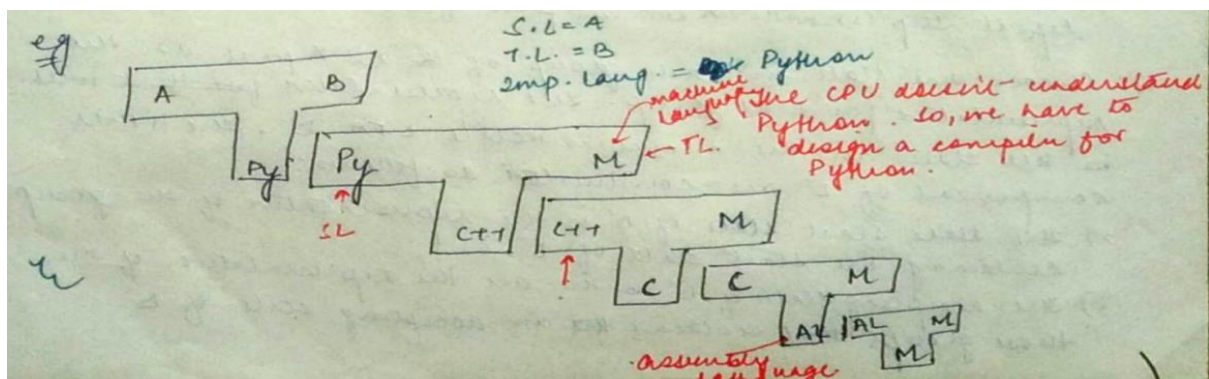 eg
S.L = A
T.L. = B
Imp. Lang. = Python
A B
Py
machine language
The CPU doesn't understand
Python. So, we have to
design a compiler for
Python.
Py M
TL.
SL
C++
C++ M
C
C M
AL
AL M
M
assembly
language